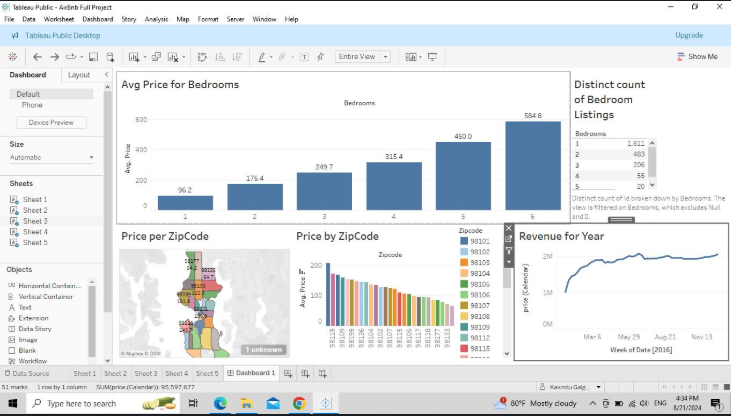 Tableau Public - AirBnb Full Project
File Data Worksheet Dashboard Story Analysis Map Format Server Window Help
Tableau Public Desktop Upgrade
Entire View Show Me
Dashboard Layout
Default
Phone
Device Preview
Size
Automatic
Sheets
Sheet 1
Sheet 2
Sheet 3
Sheet 4
Sheet 5
Objects
Horizontal Contain...
Vertical Container
Text
Extension
Data Story
Image
Blank
Workflow
Avg Price for Bedrooms
Bedrooms
Avg. Price
600
400
200
0
96.2
175.4
249.7
315.4
450.0
584.8
1 2 3 4 5 6
Distinct count
of Bedroom
Listings
Bedrooms
1 1,811
2 483
3 206
4 55
5 20
Distinct count of Id broken down by Bedrooms. The
view is filtered on Bedrooms, which excludes Null
and 0.
Price per ZipCode
98177
© Mapbox © OSM
1 unknown
Price by ZipCode
Zipcode
Avg. Price
200
100
0
Zipcode
98101
98102
98103
98104
98105
98106
98107
98108
98109
98112
98115
Revenue for Year
price (Calendar)
2M
1M
0M
Mar 6 May 29 Aug 21 Nov 13
Week of Date [2016]
Data Source Sheet 1 Sheet 2 Sheet 3 Sheet 4 Sheet 5 Dashboard 1
51 marks 1 row by 1 column SUM(price (Calendar)): 95,597,677
Kavindu Galg...
Type here to search
80°F Mostly cloudy
ENG
4:34 PM
8/21/2024